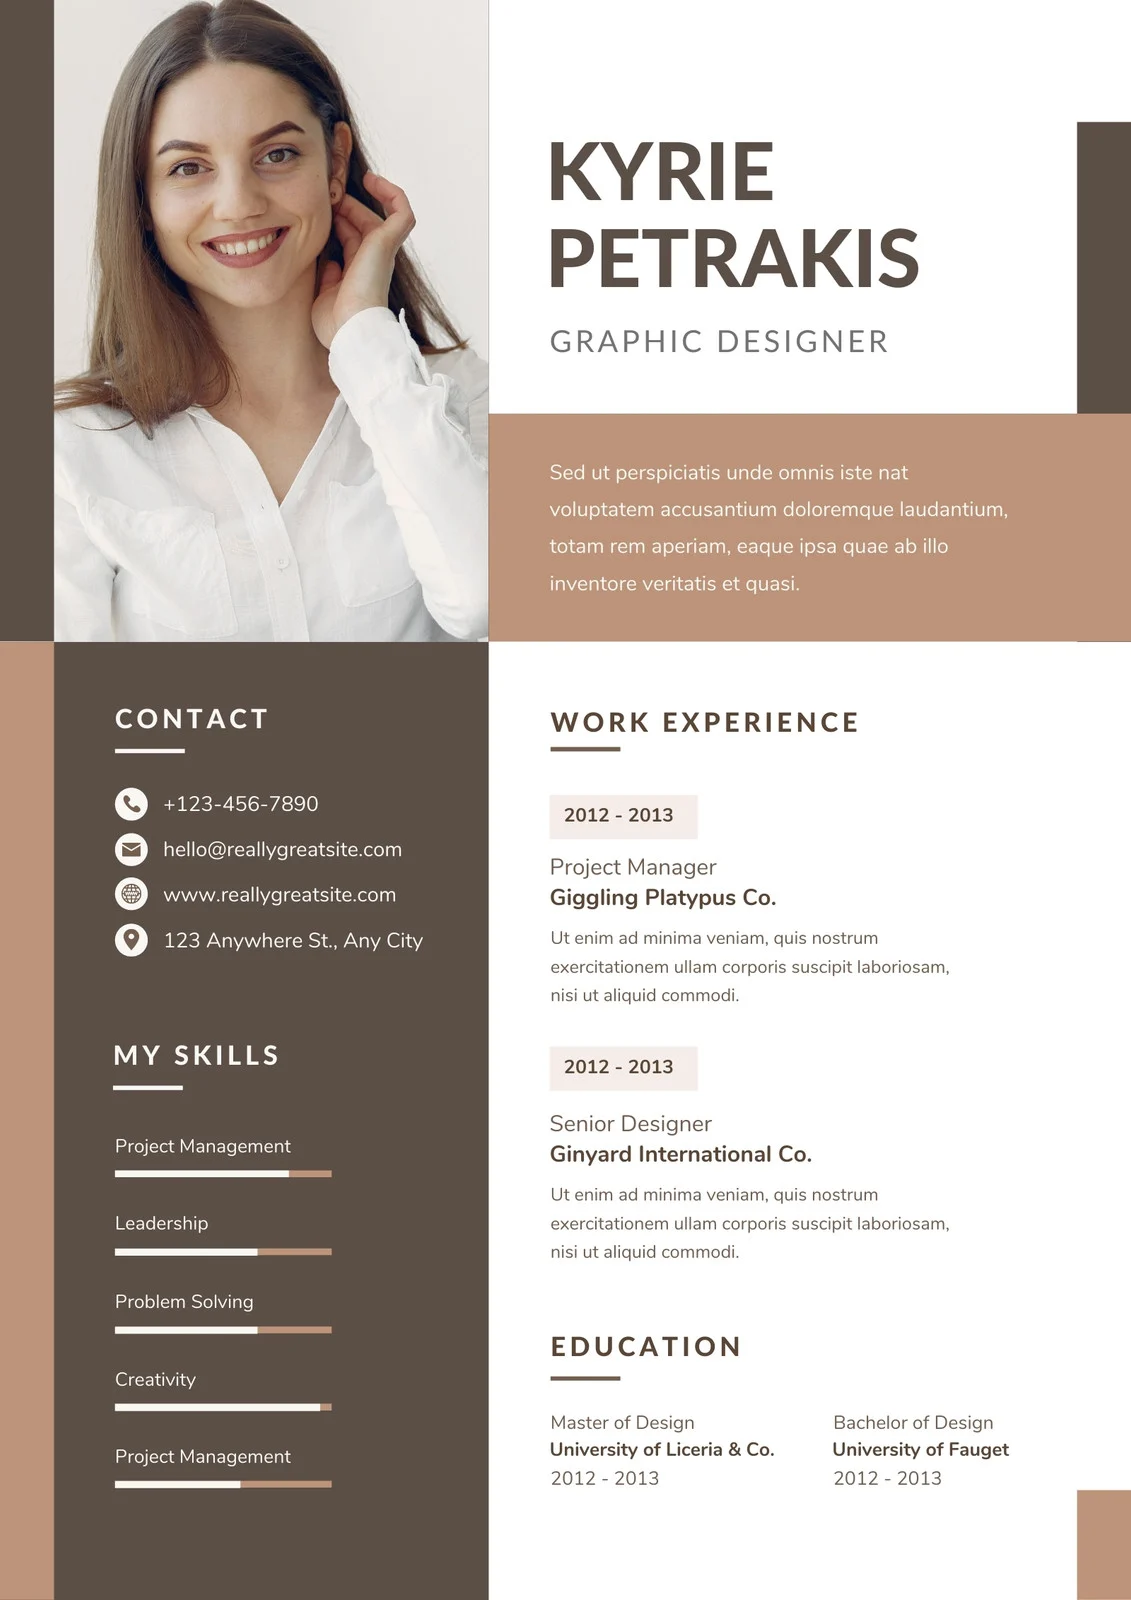 KYRIE
PETRAKIS
GRAPHIC DESIGNER
Sed ut perspiciatis unde omnis iste nat
voluptatem accusantium doloremque laudantium,
totam rem aperiam, eaque ipsa quae ab illo
inventore veritatis et quasi.
CONTACT
+123-456-7890
hello@reallygreatsite.com
www.reallygreatsite.com
123 Anywhere St., Any City
MY SKILLS
Project Management
Leadership
Problem Solving
Creativity
Project Management
WORK EXPERIENCE
2012 - 2013
Project Manager
Giggling Platypus Co.
Ut enim ad minima veniam, quis nostrum
exercitationem ullam corporis suscipit laboriosam,
nisi ut aliquid commodi.
2012 - 2013
Senior Designer
Ginyard International Co.
Ut enim ad minima veniam, quis nostrum
exercitationem ullam corporis suscipit laboriosam,
nisi ut aliquid commodi.
EDUCATION
Master of Design
University of Liceria & Co.
2012 - 2013
Bachelor of Design
University of Fauget
2012 - 2013